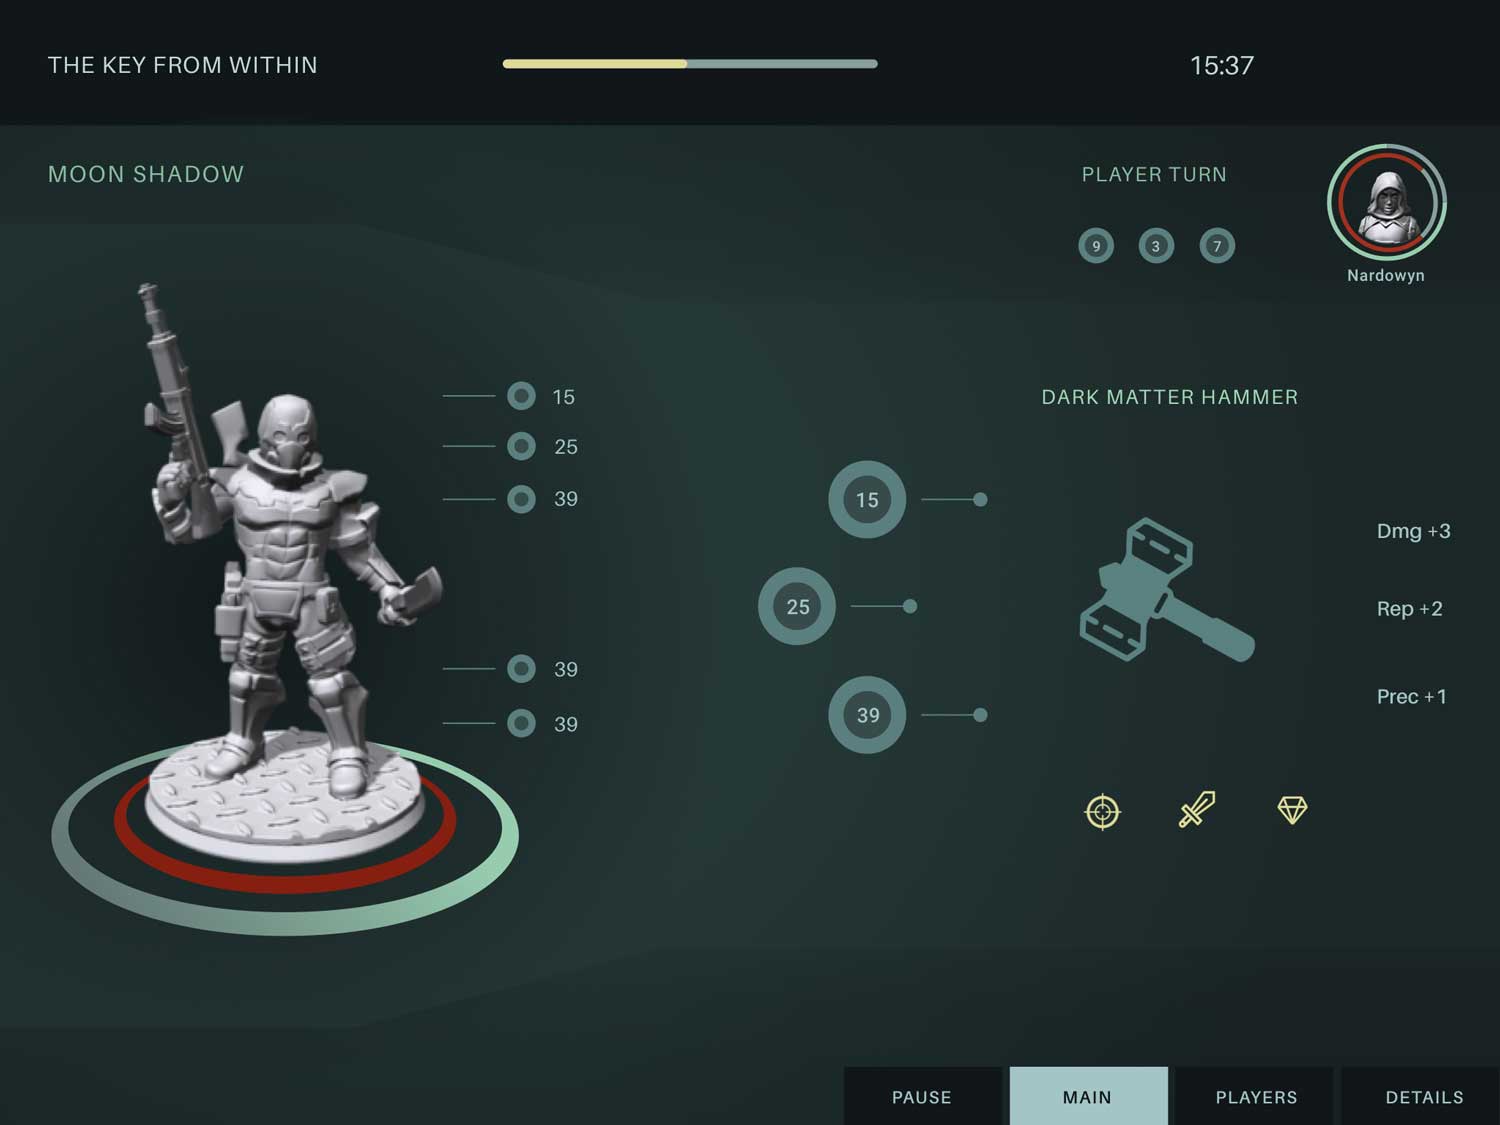 THE KEY FROM WITHIN
15:37
MOON SHADOW
PLAYER TURN
9 3 7
Nardowyn
15
25
39
39
39
DARK MATTER HAMMER
15
25
39
Dmg +3
Rep +2
Prec +1
PAUSE
MAIN
PLAYERS
DETAILS